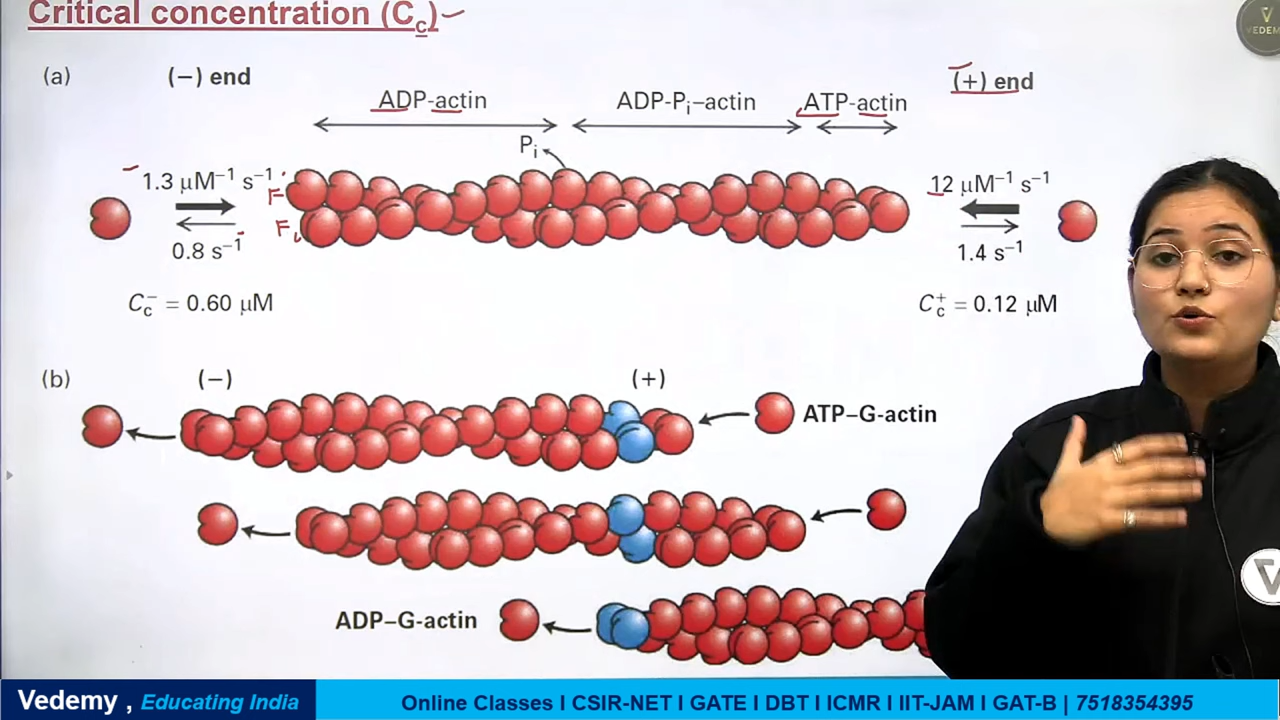 Critical concentration (Cc)
VEDEM
(a)
(−) end
(+) end
ADP-actin
ADP-Pi–actin
ATP-actin
Pi
1.3 μM⁻¹ s⁻¹
F
12 μM⁻¹ s⁻¹
F
0.8 s⁻¹
1.4 s⁻¹
Cc⁻ = 0.60 μM
Cc⁺ = 0.12 μM
(b)
(−)
(+)
ATP–G-actin
ADP–G-actin
Vedemy , Educating India
Online Classes I CSIR-NET I GATE I DBT I ICMR I IIT-JAM I GAT-B | 7518354395